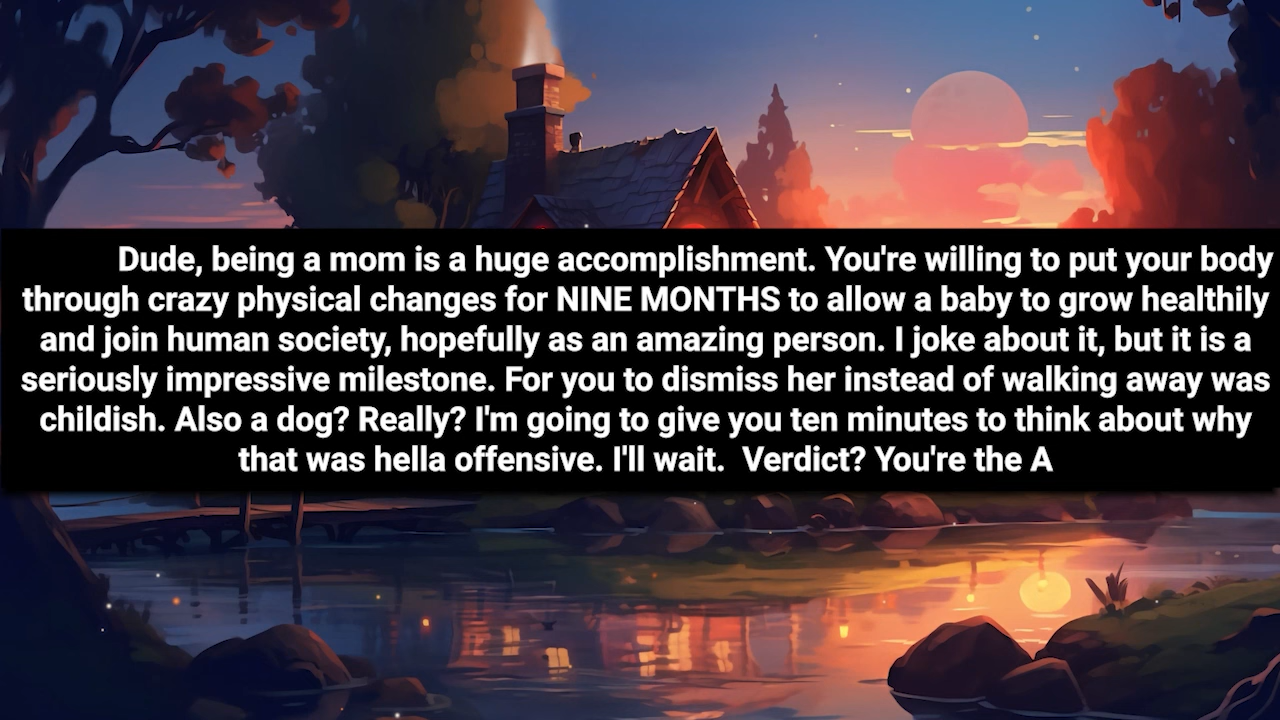 Dude, being a mom is a huge accomplishment. You're willing to put your body
through crazy physical changes for NINE MONTHS to allow a baby to grow healthily
and join human society, hopefully as an amazing person. I joke about it, but it is a
seriously impressive milestone. For you to dismiss her instead of walking away was
childish. Also a dog? Really? I'm going to give you ten minutes to think about why
that was hella offensive. I'll wait.  Verdict? You're the A